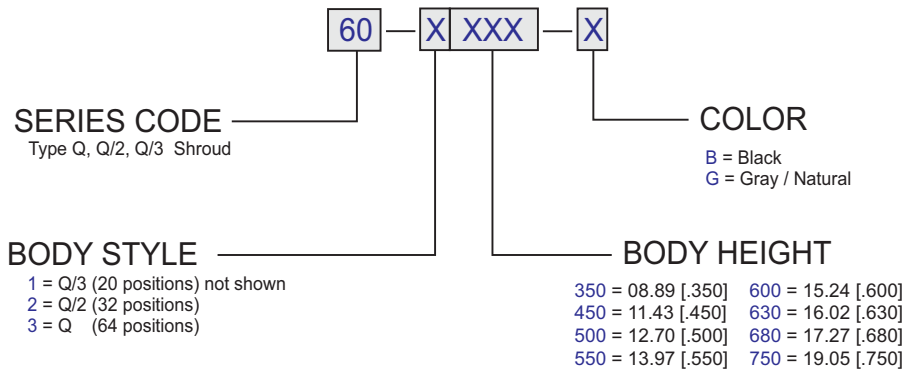 60 — X XXX — X
SERIES CODE
Type Q, Q/2, Q/3 Shroud
COLOR
B = Black
G = Gray / Natural
BODY STYLE
1 = Q/3 (20 positions) not shown
2 = Q/2 (32 positions)
3 = Q (64 positions)
BODY HEIGHT
350 = 08.89 [.350] 600 = 15.24 [.600]
450 = 11.43 [.450] 630 = 16.02 [.630]
500 = 12.70 [.500] 680 = 17.27 [.680]
550 = 13.97 [.550] 750 = 19.05 [.750]